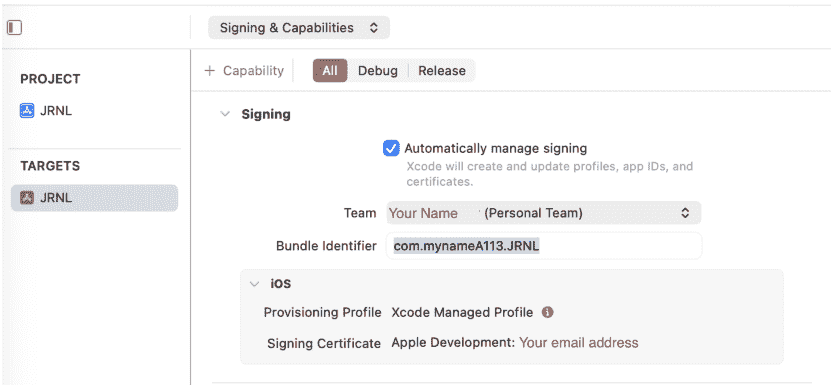 Signing & Capabilities
PROJECT
JRNL
TARGETS
JRNL
+ Capability
All
Debug
Release
Signing
Automatically manage signing
Xcode will create and update profiles, app IDs, and
certificates.
Team Your Name (Personal Team)
Bundle Identifier com.mynameA113.JRNL
iOS
Provisioning Profile Xcode Managed Profile
Signing Certificate Apple Development: Your email address